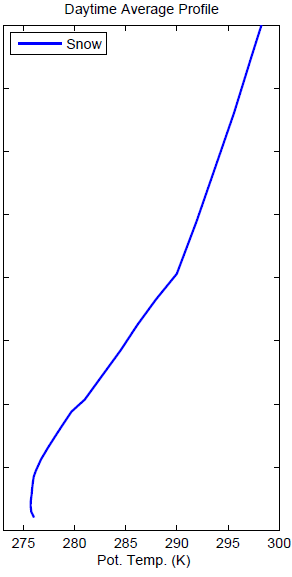 Daytime Average Profile
Snow
275 280 285 290 295 300
Pot. Temp. (K)